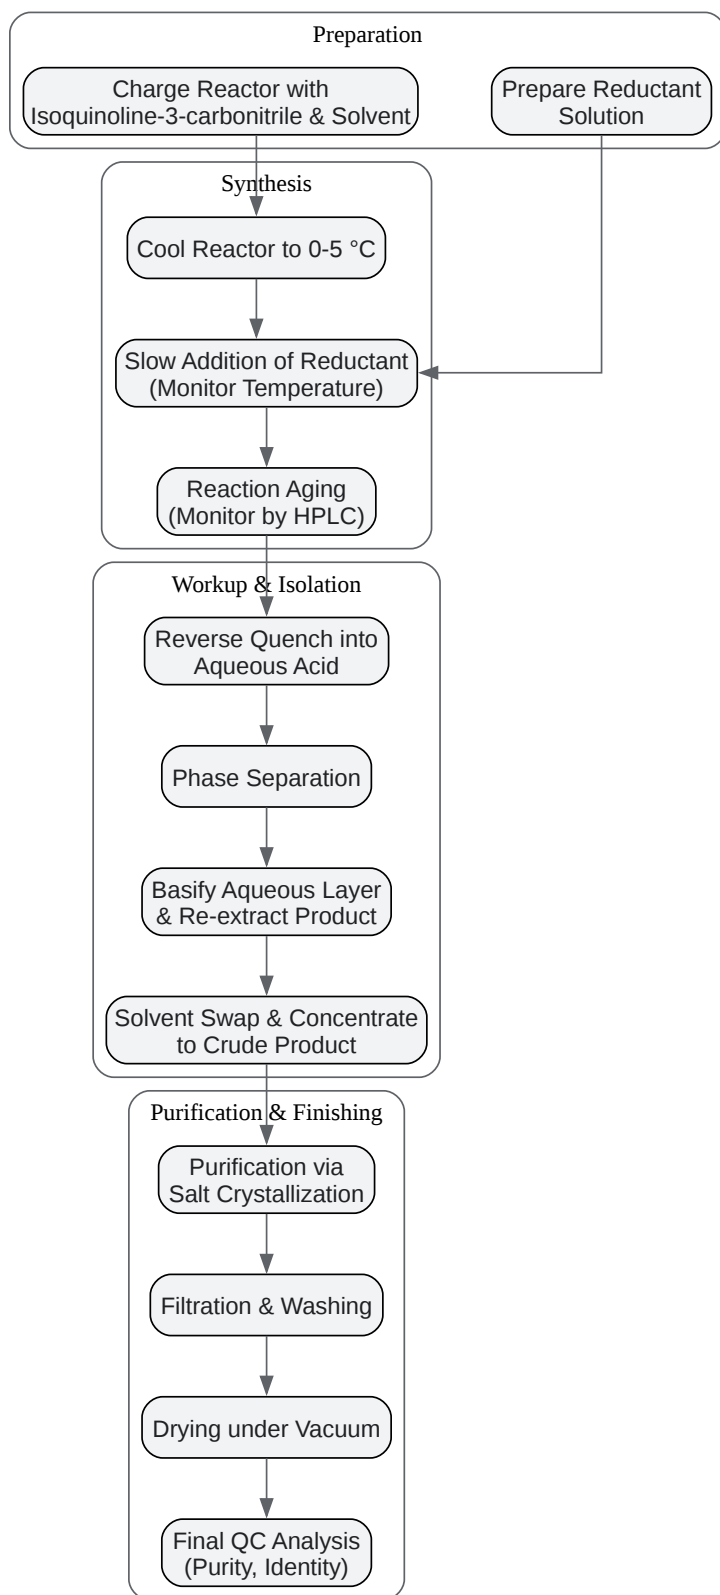 Preparation
Charge Reactor with
Isoquinoline-3-carbonitrile & Solvent
Prepare Reductant
Solution
Synthesis
Cool Reactor to 0-5 °C
Slow Addition of Reductant
(Monitor Temperature)
Reaction Aging
(Monitor by HPLC)
Workup & Isolation
Reverse Quench into
Aqueous Acid
Phase Separation
Basify Aqueous Layer
& Re-extract Product
Solvent Swap & Concentrate
to Crude Product
Purification & Finishing
Purification via
Salt Crystallization
Filtration & Washing
Drying under Vacuum
Final QC Analysis
(Purity, Identity)